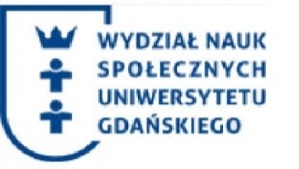 WYDZIAŁ NAUK
SPOŁECZNYCH
UNIWERSYTETU
GDAŃSKIEGO